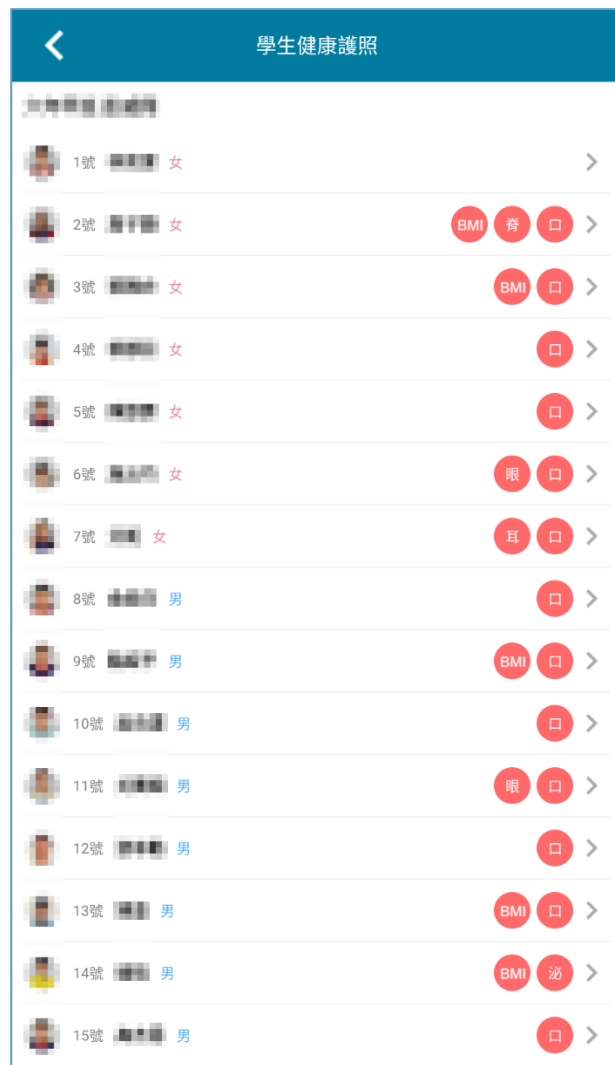 學生健康護照
1號 女
2號 女 BMI 脊 口
3號 女 BMI 口
4號 女 口
5號 女 口
6號 女 眼 口
7號 女 耳 口
8號 男 口
9號 男 BMI 口
10號 男 口
11號 男 眼 口
12號 男 口
13號 男 BMI 口
14號 男 BMI 泌
15號 男 口